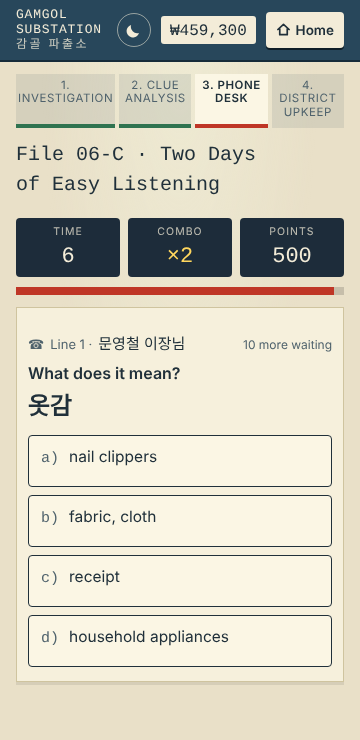 GAMGOL
SUBSTATION
감골 파출소
₩459,300
Home
1.
INVESTIGATION
2. CLUE
ANALYSIS
3. PHONE
DESK
4.
DISTRICT
UPKEEP
File 06-C · Two Days
of Easy Listening
TIME
6
COMBO
×2
POINTS
500
☎ Line 1 · 문영철 이장님
10 more waiting
What does it mean?
옷감
a) nail clippers
b) fabric, cloth
c) receipt
d) household appliances